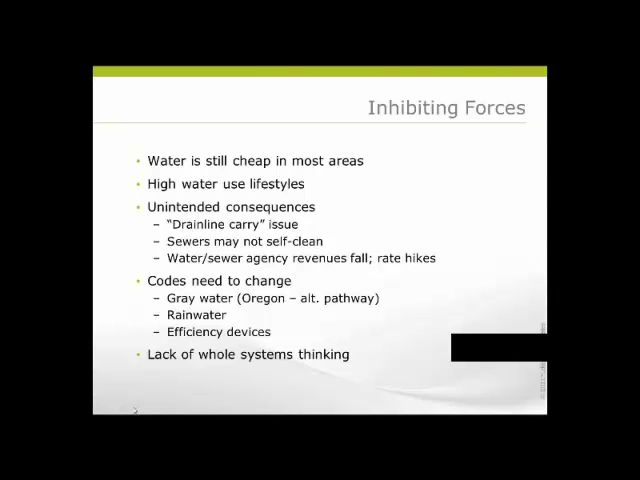 Inhibiting Forces
• Water is still cheap in most areas
• High water use lifestyles
• Unintended consequences
– “Drainline carry” issue
– Sewers may not self-clean
– Water/sewer agency revenues fall; rate hikes
• Codes need to change
– Gray water (Oregon – alt. pathway)
– Rainwater
– Efficiency devices
• Lack of whole systems thinking